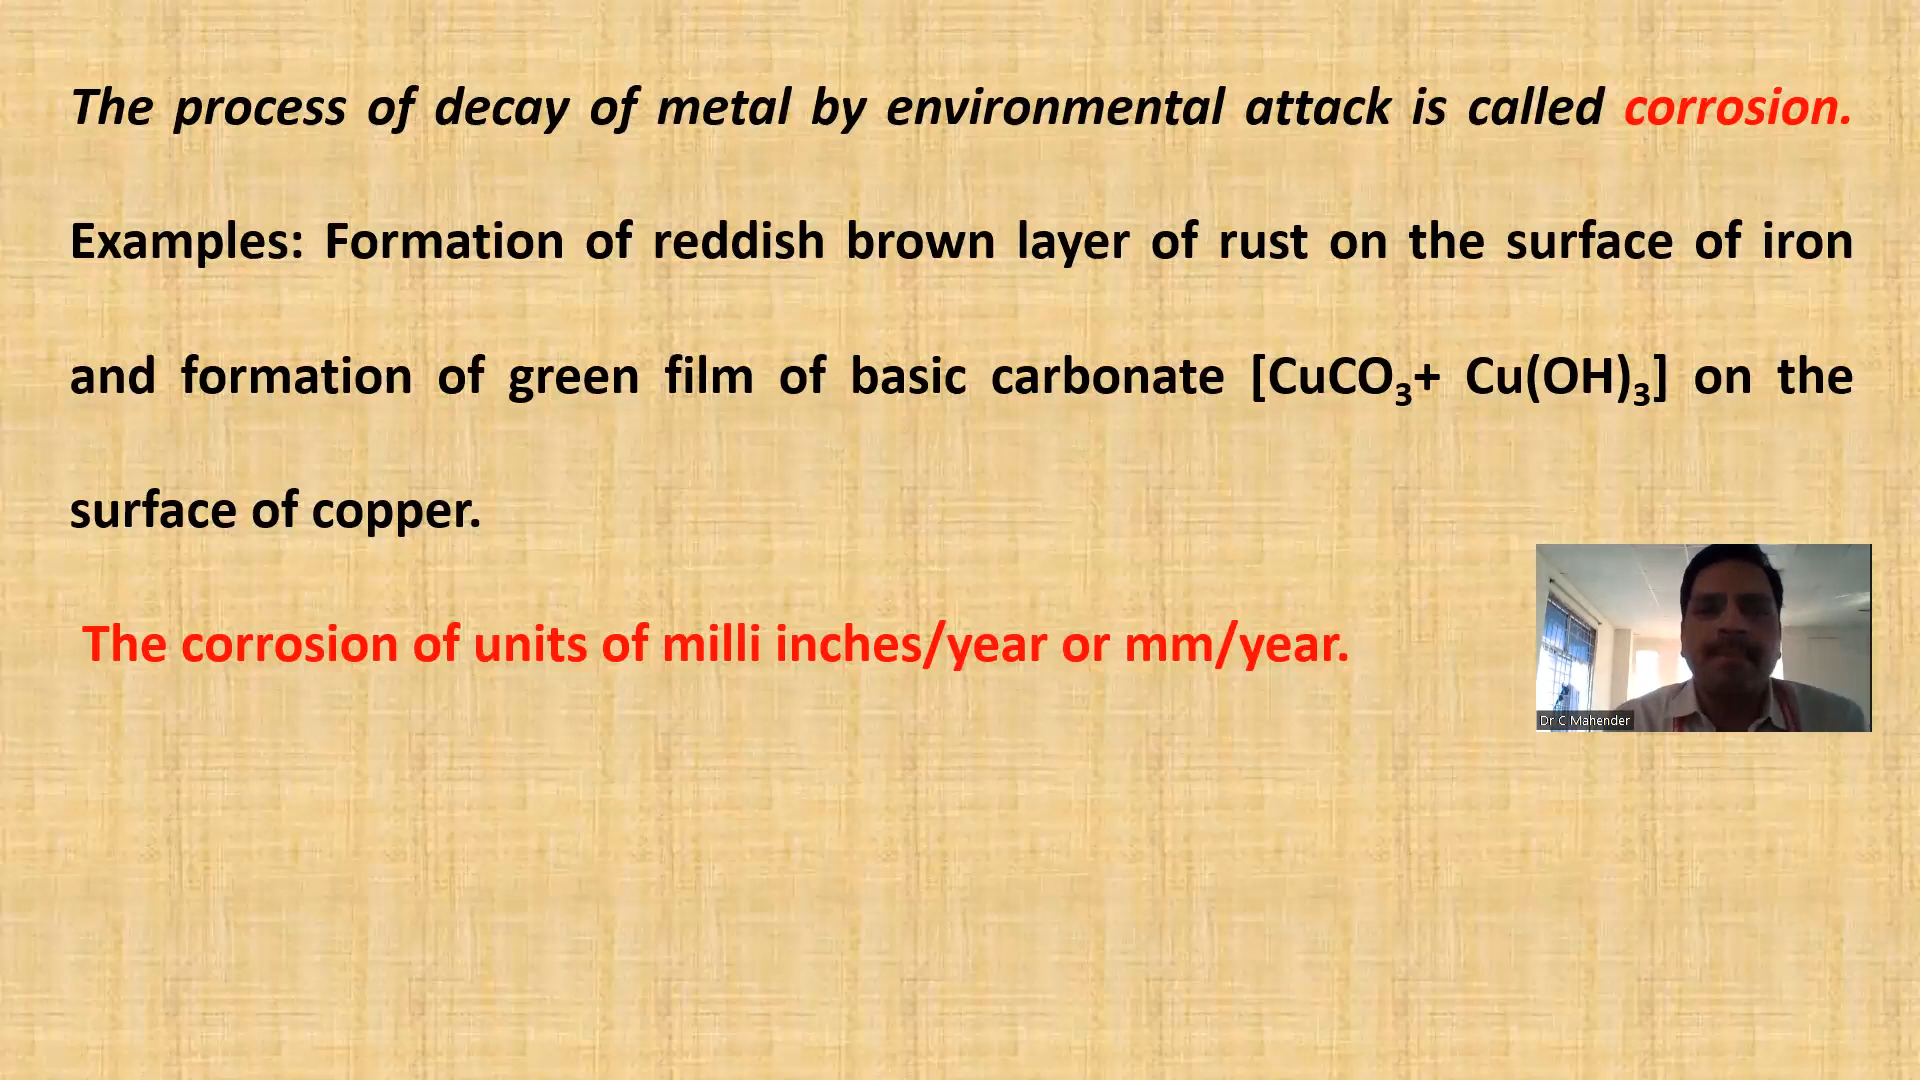 The process of decay of metal by environmental attack is called corrosion.
Examples: Formation of reddish brown layer of rust on the surface of iron
and formation of green film of basic carbonate [CuCO₃+ Cu(OH)₃] on the
surface of copper.
The corrosion of units of milli inches/year or mm/year.
Dr C Mahender